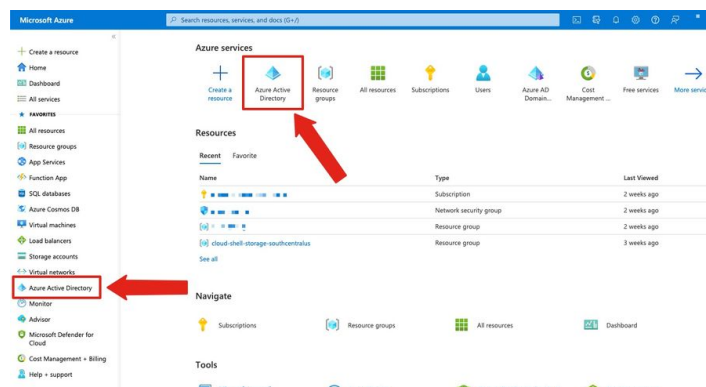 Microsoft Azure
Search resources, services, and docs (G+/)
Create a resource
Home
Dashboard
All services
FAVORITES
All resources
Resource groups
App Services
Function App
SQL databases
Azure Cosmos DB
Virtual machines
Load balancers
Storage accounts
Virtual networks
Azure Active Directory
Monitor
Advisor
Microsoft Defender for
Cloud
Cost Management + Billing
Help + support
Azure services
Create a
resource
Azure Active
Directory
Resource
groups
All resources
Subscriptions
Users
Azure AD
Domain...
Cost
Management ...
Free services
More servic
Resources
Recent Favorite
Name Type Last Viewed
Subscription 2 weeks ago
Network security group 2 weeks ago
Resource group 2 weeks ago
cloud-shell-storage-southcentralus Resource group 3 weeks ago
See all
Navigate
Subscriptions Resource groups All resources Dashboard
Tools